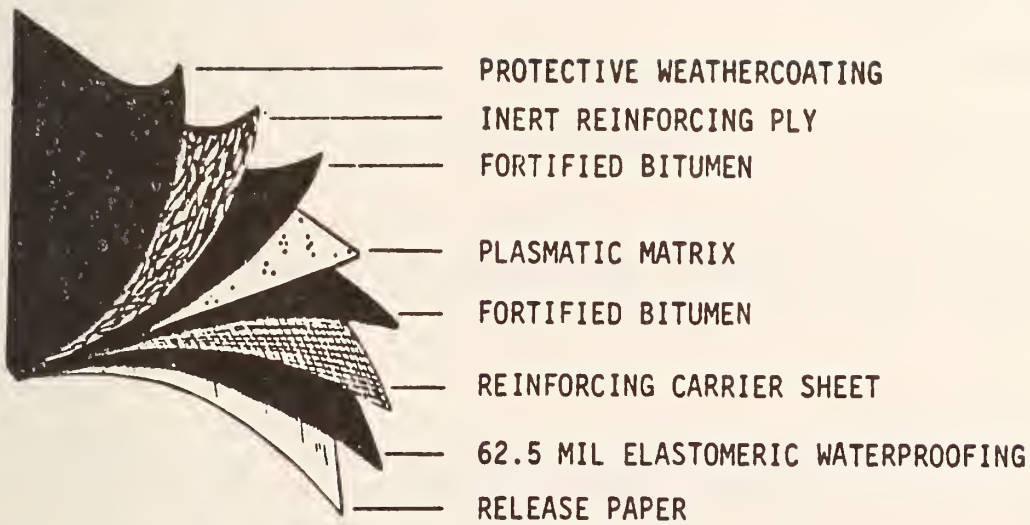 PROTECTIVE WEATHERCOATING
INERT REINFORCING PLY
FORTIFIED BITUMEN
PLASMATIC MATRIX
FORTIFIED BITUMEN
REINFORCING CARRIER SHEET
62.5 MIL ELASTOMERIC WATERPROOFING
RELEASE PAPER